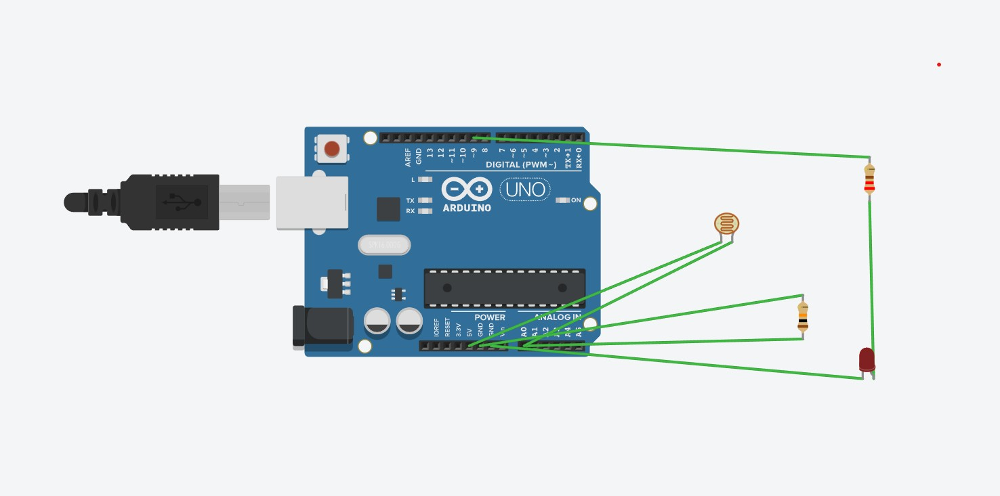 AREF
GND
13
12
~11
~10
~9
8
7
~6
~5
4
~3
2
TX→1
RX←0
DIGITAL (PWM~)
L
TX
RX
ARDUINO
UNO
ON
POWER
ANALOG IN
IOREF
RESET
3.3V
5V
GND
GND
Vin
A0
A1
A2
A4